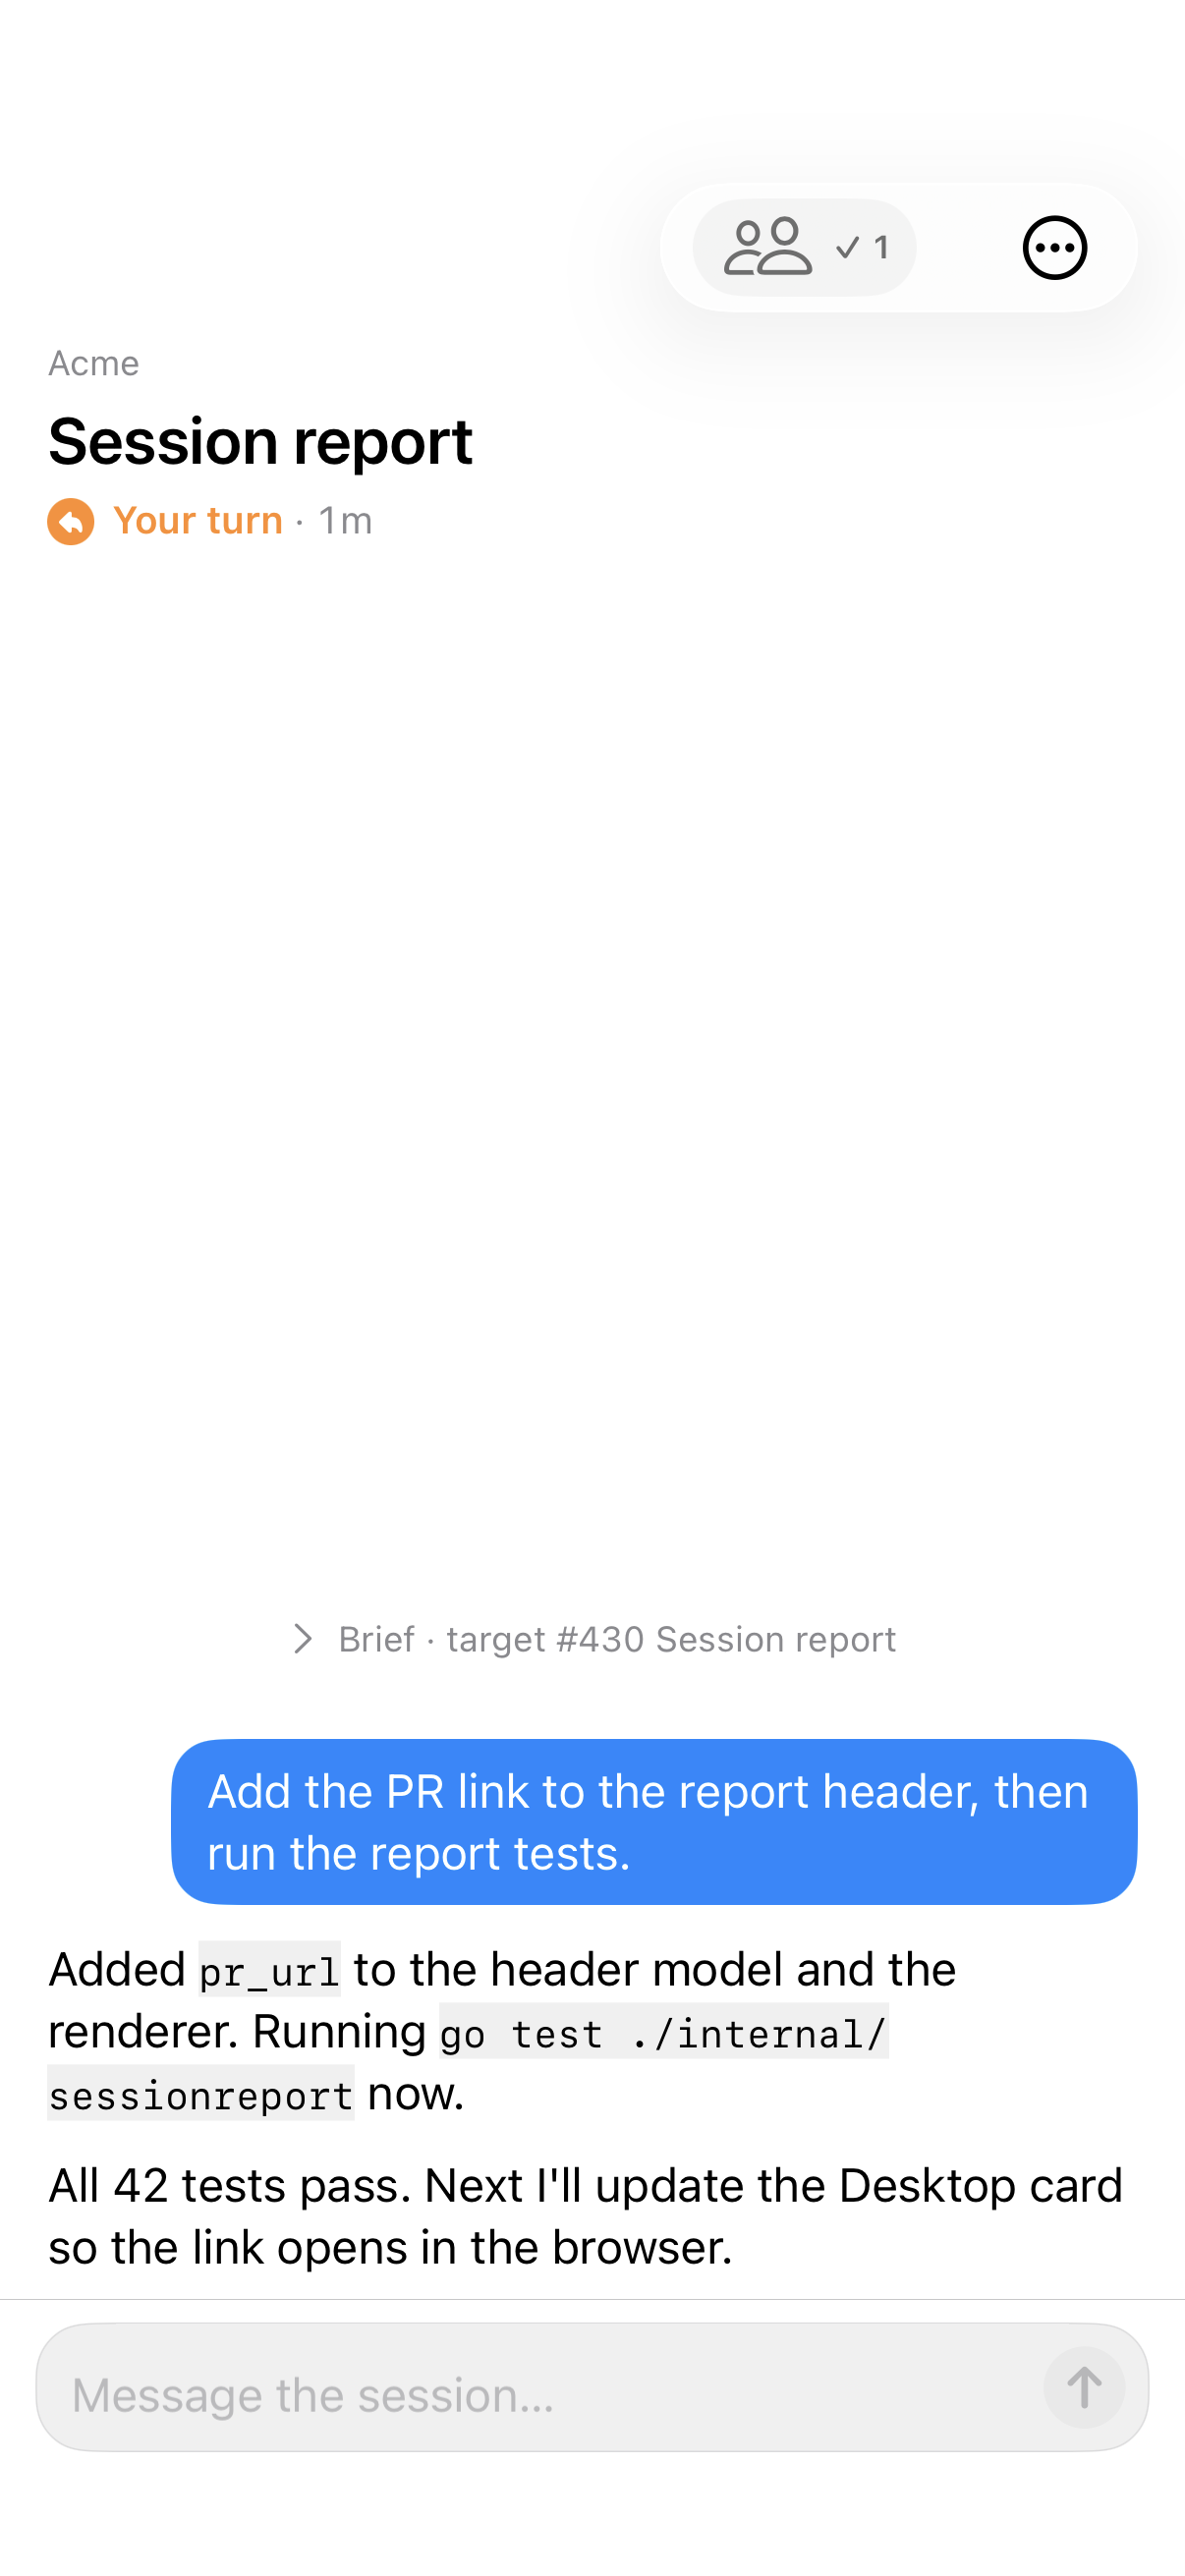 ✓ 1
Acme
Session report
Your turn · 1m
Brief · target #430 Session report
Add the PR link to the report header, then
run the report tests.
Added pr_url to the header model and the
renderer. Running go test ./internal/
sessionreport now.
All 42 tests pass. Next I'll update the Desktop card
so the link opens in the browser.
Message the session...